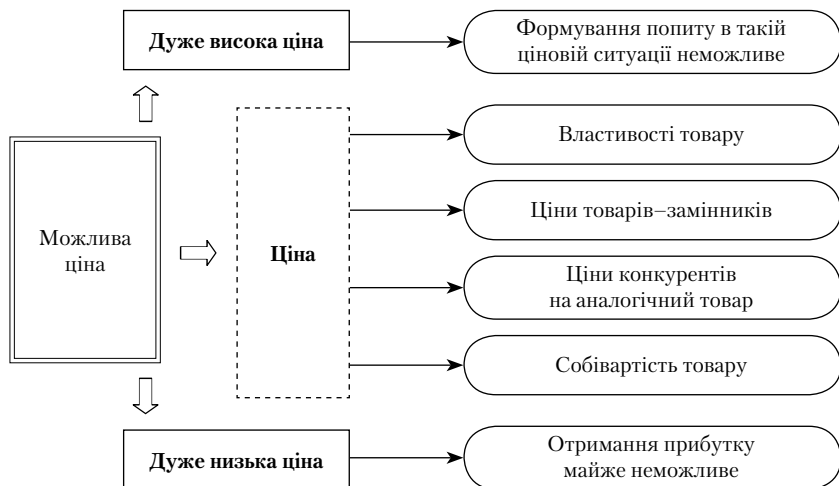 Дуже висока ціна
Формування попиту в такій
ціновій ситуації неможливе
Властивості товару
Ціни товарів–замінників
Можлива
ціна
Ціна
Ціни конкурентів
на аналогічний товар
Собівартість товару
Дуже низька ціна
Отримання прибутку
майже неможливе